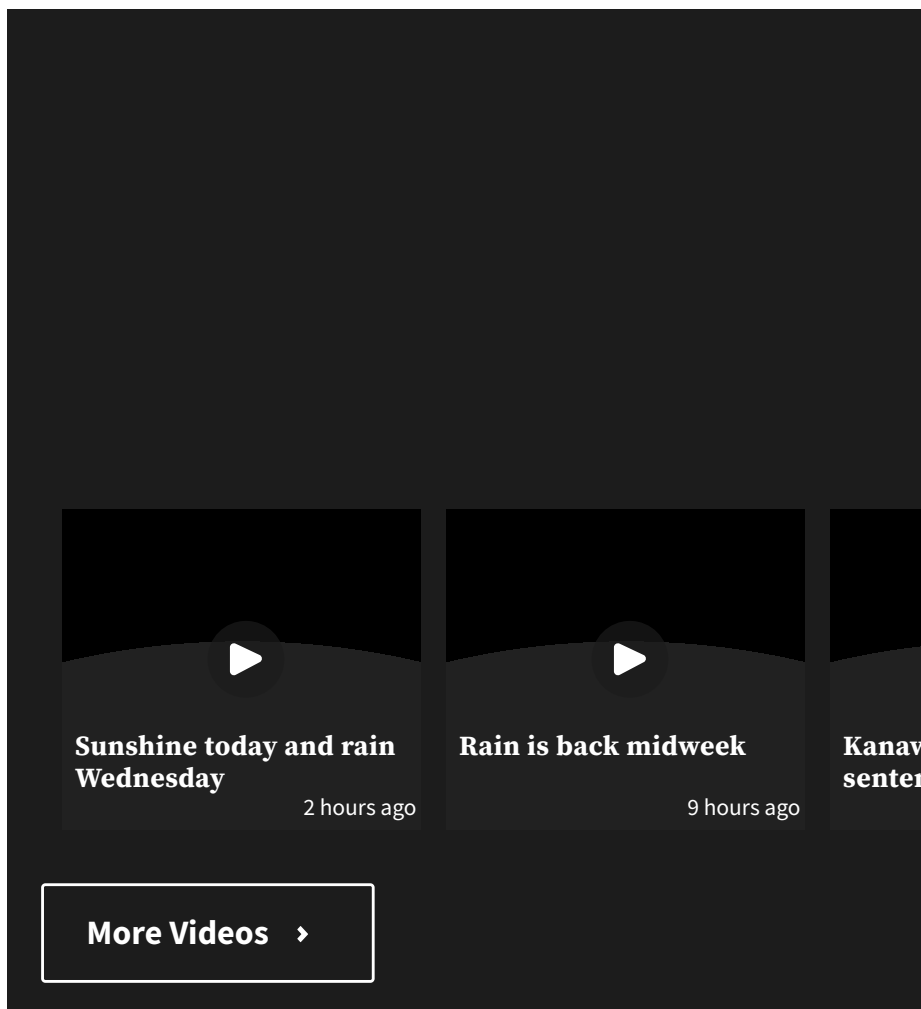 Sunshine today and rain
Wednesday
2 hours ago
Rain is back midweek
9 hours ago
More Videos